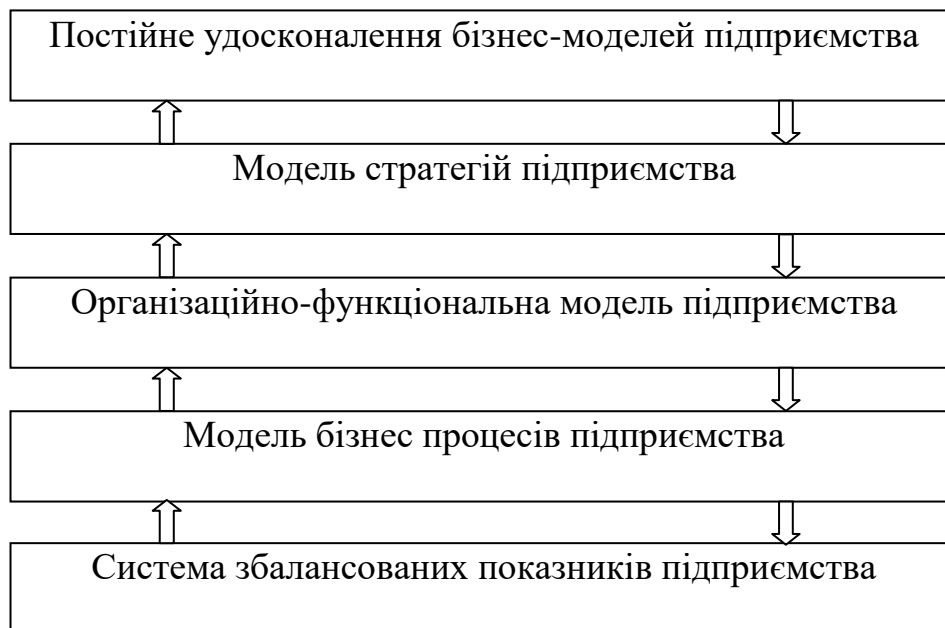 Постійне удосконалення бізнес-моделей підприємства
Модель стратегій підприємства
Організаційно-функціональна модель підприємства
Модель бізнес процесів підприємства
Система збалансованих показників підприємства